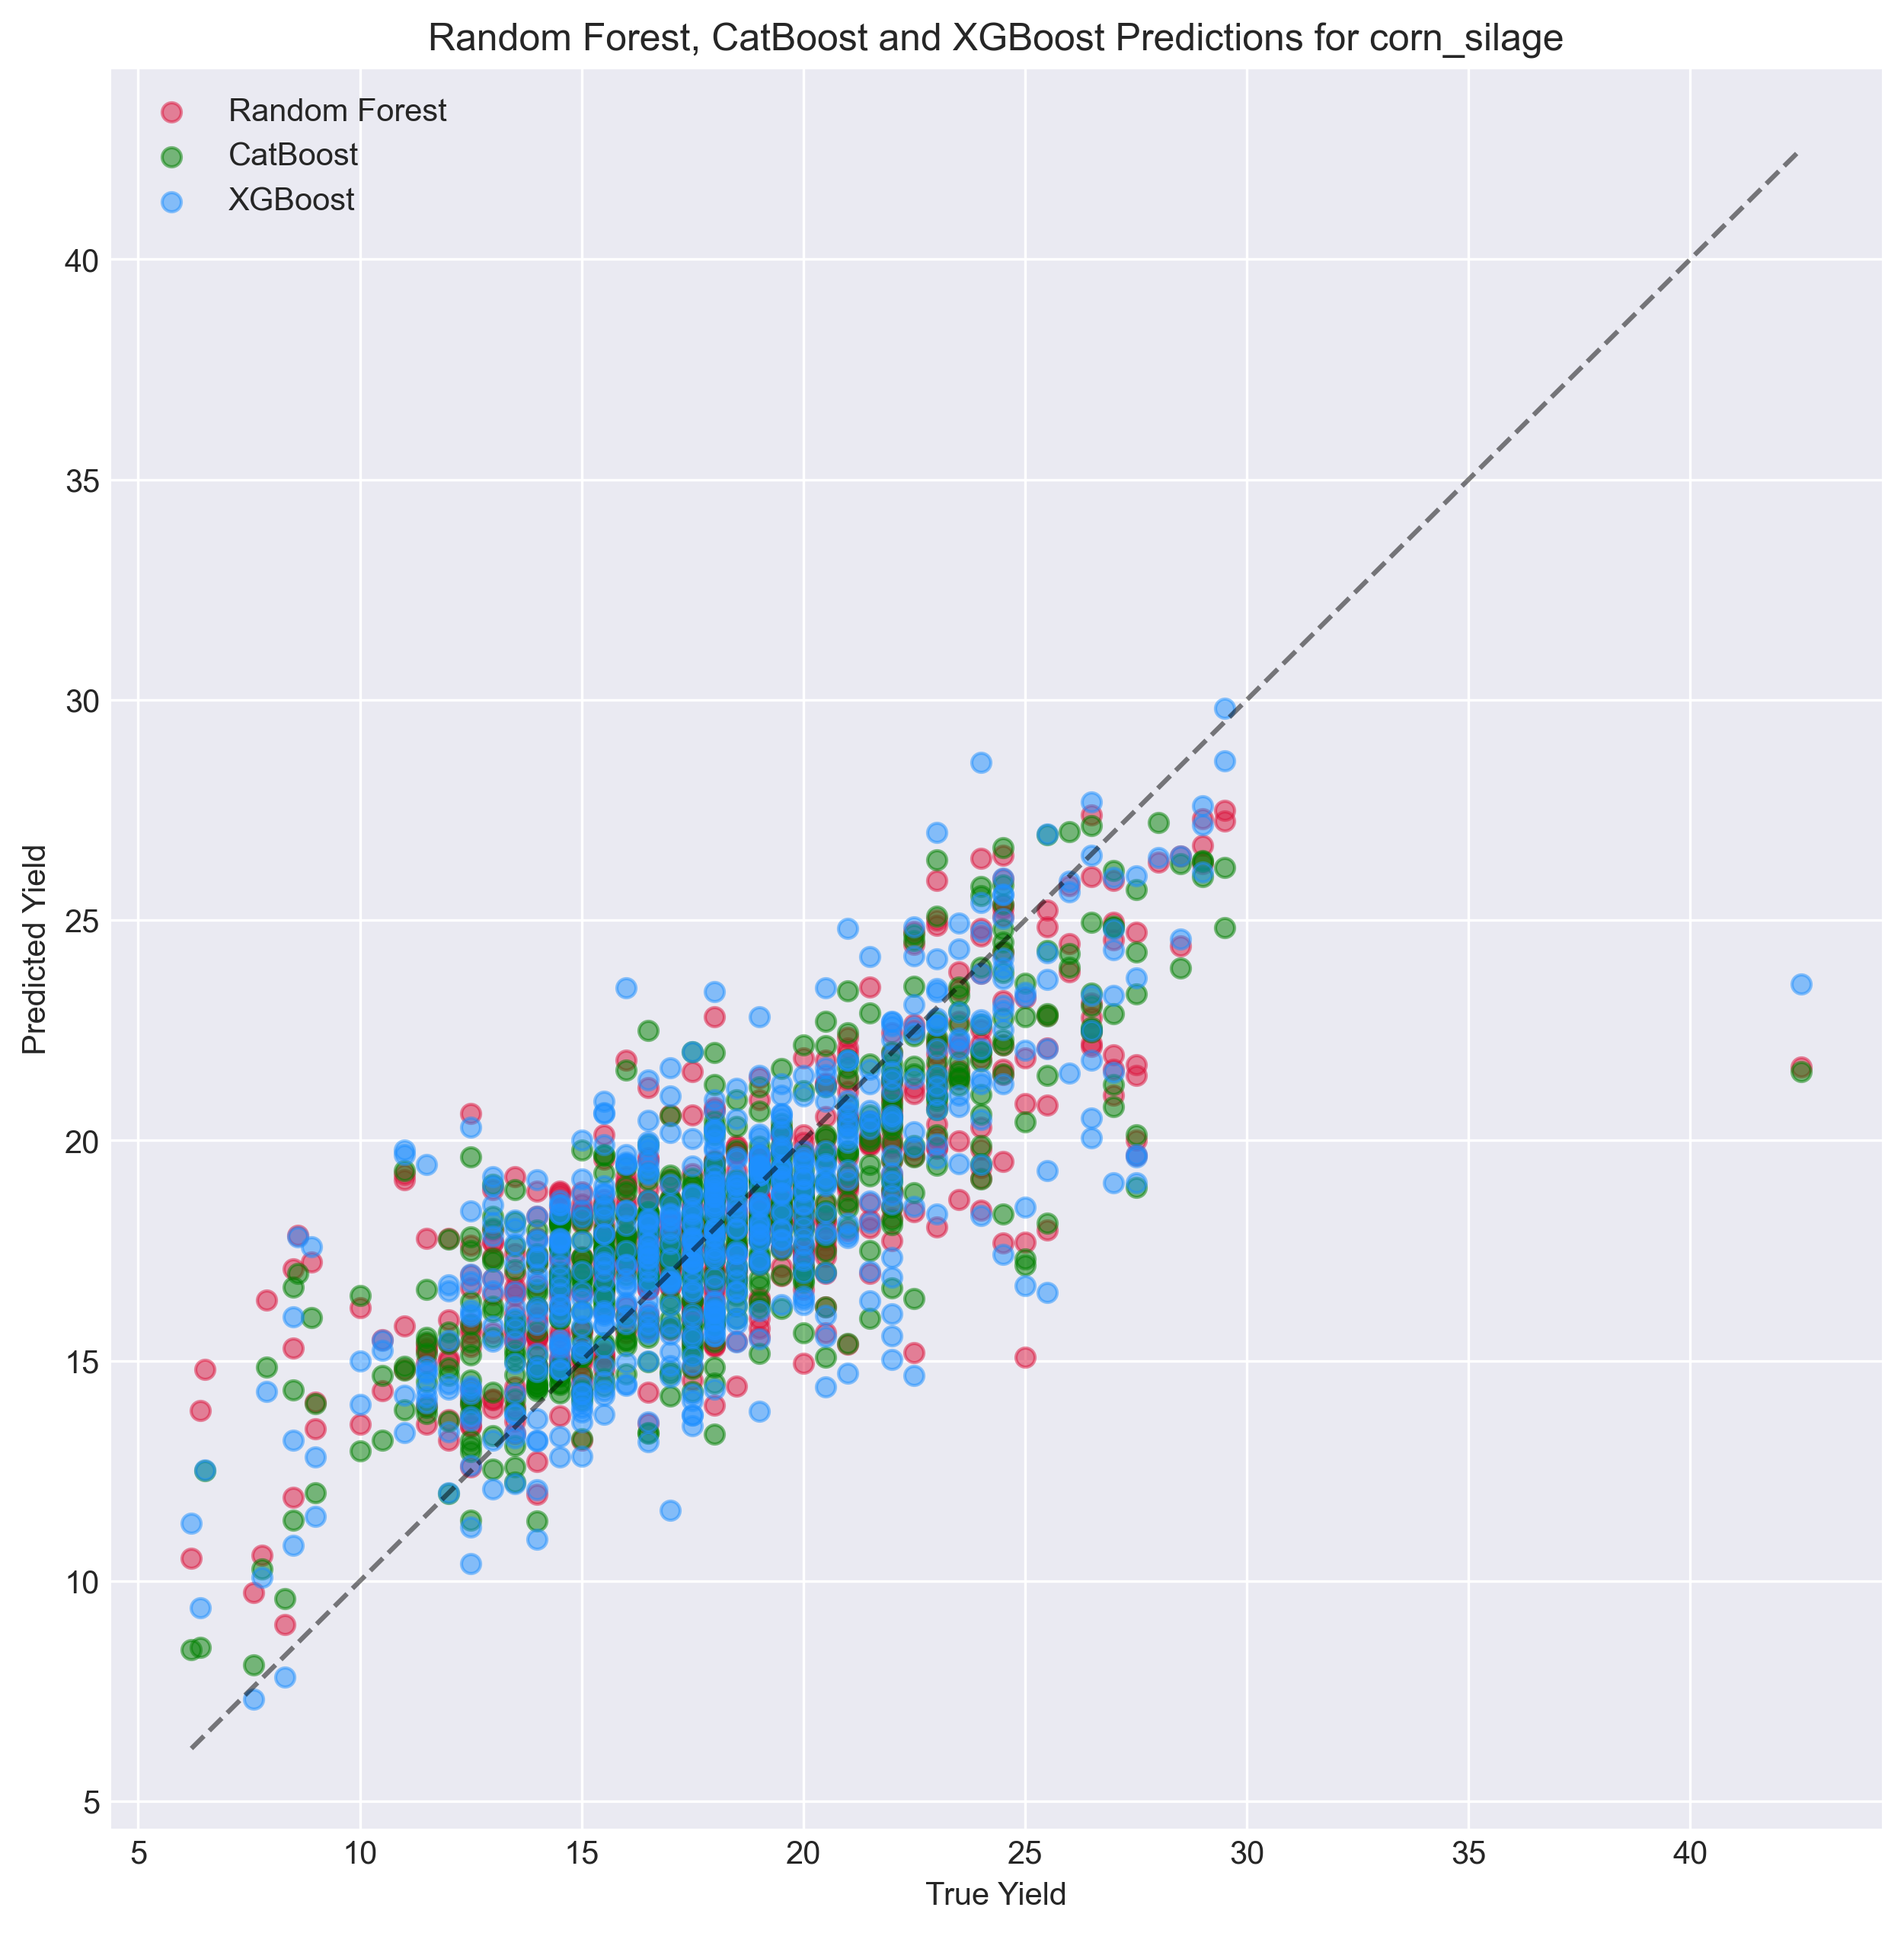 Random Forest, CatBoost and XGBoost Predictions for corn_silage
Random Forest
CatBoost
XGBoost
40
35
30
25
20
15
10
5
Predicted Yield
5 10 15 20 25 30 35 40
True Yield